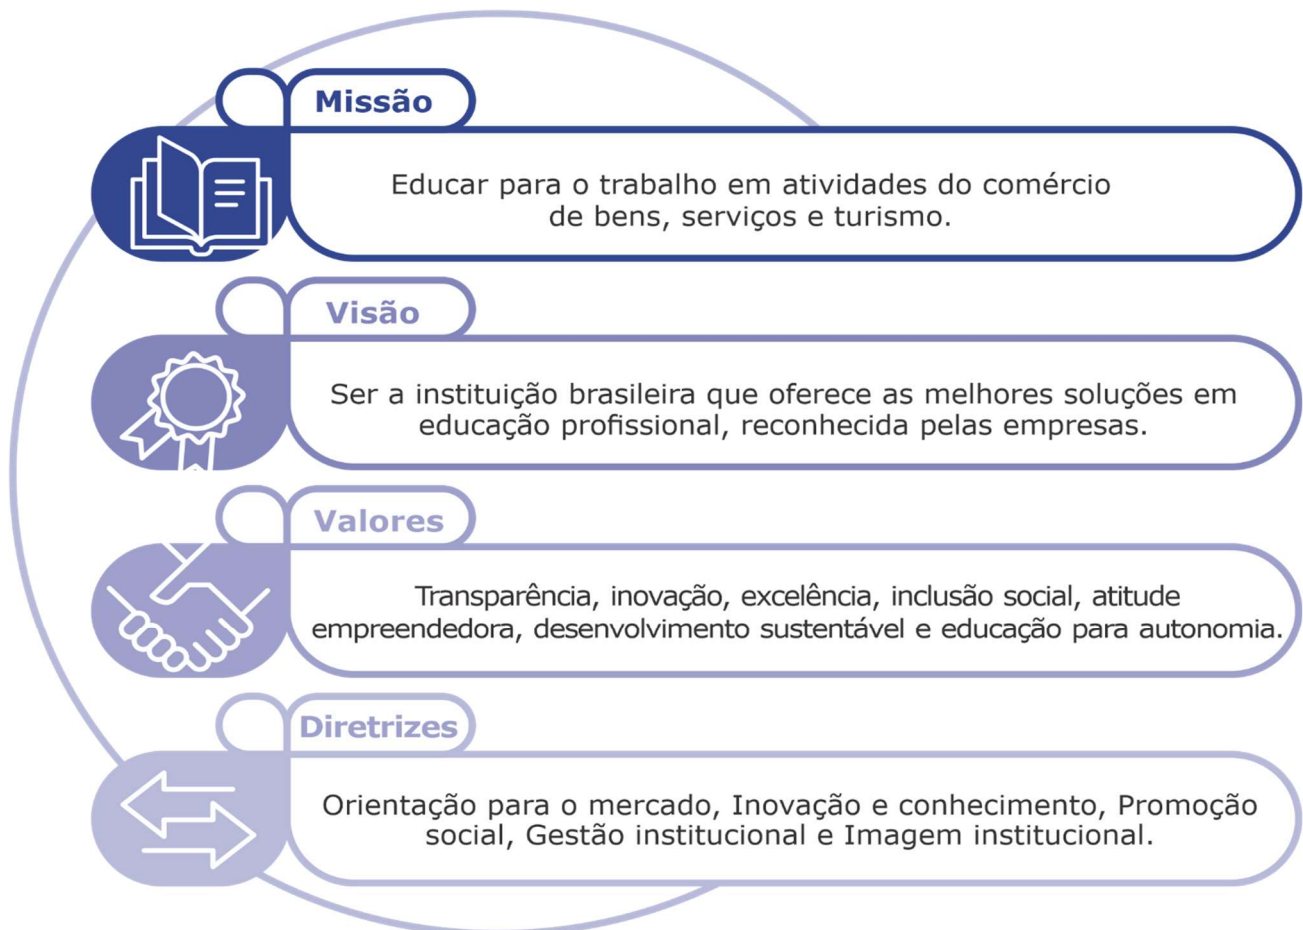 Missão
Educar para o trabalho em atividades do comércio
de bens, serviços e turismo.
Visão
Ser a instituição brasileira que oferece as melhores soluções em
educação profissional, reconhecida pelas empresas.
Valores
Transparência, inovação, excelência, inclusão social, atitude
empreendedora, desenvolvimento sustentável e educação para autonomia.
Diretrizes
Orientação para o mercado, Inovação e conhecimento, Promoção
social, Gestão institucional e Imagem institucional.